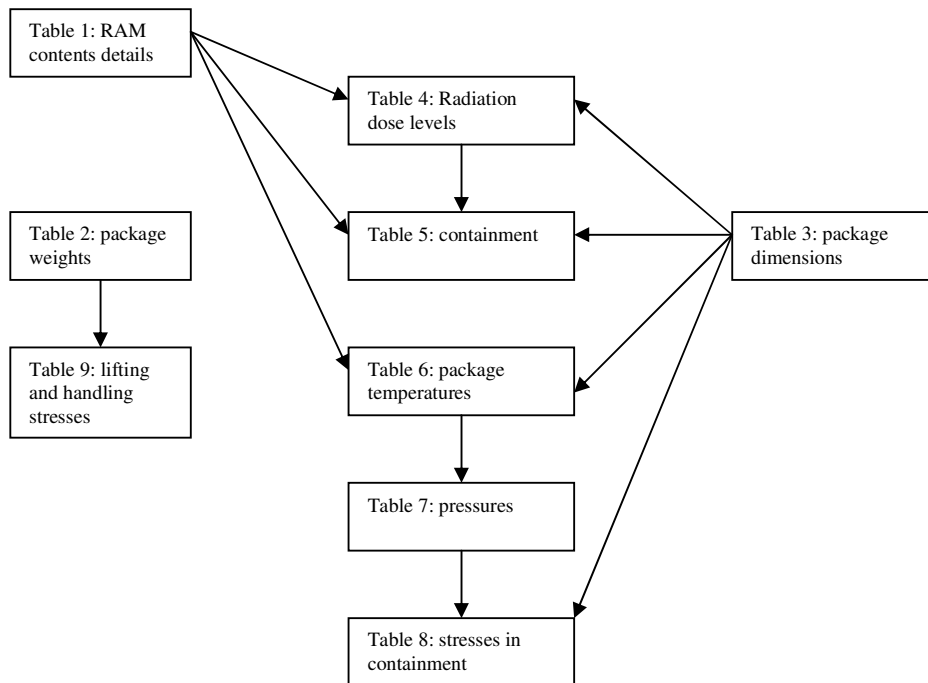 Table 1: RAM
contents details
Table 4: Radiation
dose levels
Table 2: package
weights
Table 5: containment
Table 3: package
dimensions
Table 9: lifting
and handling
stresses
Table 6: package
temperatures
Table 7: pressures
Table 8: stresses in
containment